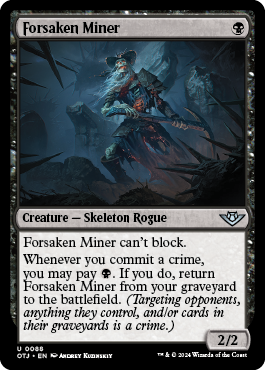 Forsaken Miner
Creature — Skeleton Rogue
Forsaken Miner can't block.
Whenever you commit a crime,
you may pay. If you do, return
Forsaken Miner from your graveyard
to the battlefield. (Targeting opponents,
anything they control, and/or cards in
their graveyards is a crime.)
2/2
U 0088
OTJ • EN Andrey Kuzinskiy
™ & © 2024 Wizards of the Coast